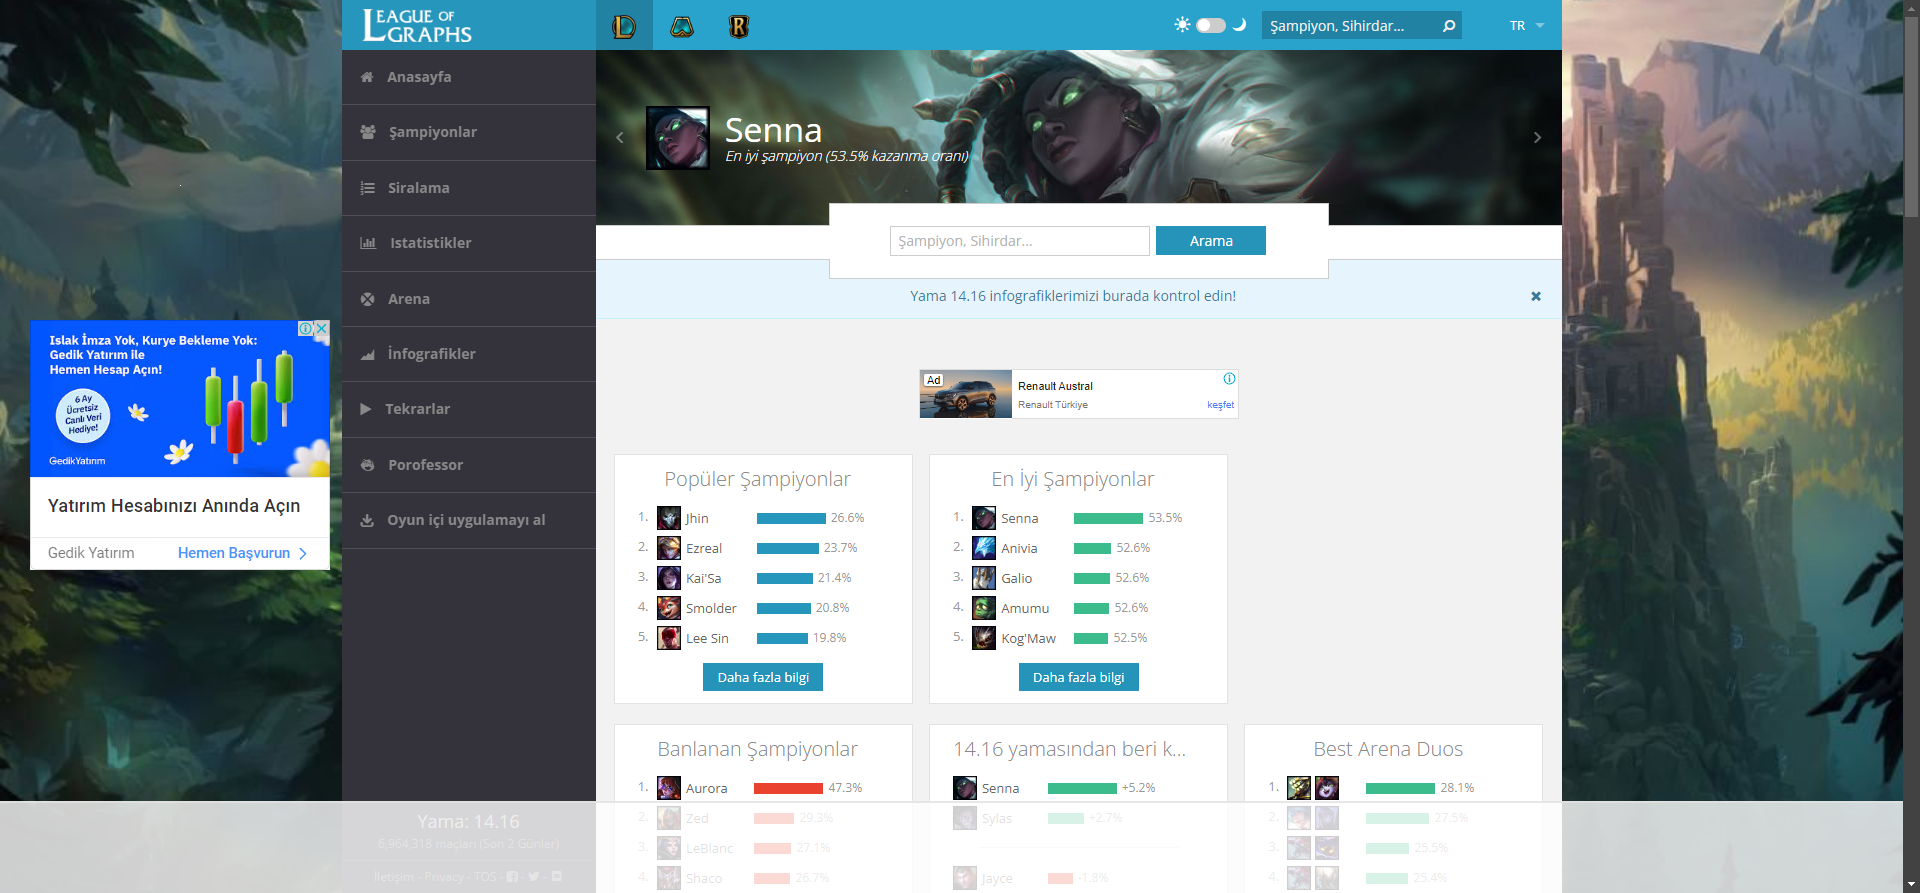 LEAGUE OF
GRAPHS
Şampiyon, Sihirdar...
TR
Anasayfa
Şampiyonlar
Siralama
Istatistikler
Arena
İnfografikler
Tekrarlar
Porofessor
Oyun içi uygulamayı al
Senna
En iyi şampiyon (53.5% kazanma oranı)
Şampiyon, Sihirdar...
Arama
Yama 14.16 infografiklerimizi burada kontrol edin!
Islak İmza Yok, Kurye Bekleme Yok:
Gedik Yatırım ile
Hemen Hesap Açın!
6 Ay
Ücretsiz
Canlı Veri
Hediye!
GedikYatırım
Yatırım Hesabınızı Anında Açın
Gedik Yatırım
Hemen Başvurun
Ad
Renault Austral
Renault Türkiye
keşfet
Popüler Şampiyonlar
1. Jhin 26.6%
2. Ezreal 23.7%
3. Kai'Sa 21.4%
4. Smolder 20.8%
5. Lee Sin 19.8%
Daha fazla bilgi
En İyi Şampiyonlar
1. Senna 53.5%
2. Anivia 52.6%
3. Galio 52.6%
4. Amumu 52.6%
5. Kog'Maw 52.5%
Daha fazla bilgi
Banlanan Şampiyonlar
1. Aurora 47.3%
2. Zed 29.3%
3. LeBlanc 27.1%
4. Shaco 26.7%
14.16 yamasından beri k...
Senna +5.2%
Sylas +2.7%
Jayce -1.8%
Best Arena Duos
1. 28.1%
2. 27.5%
3. 25.5%
4. 25.4%
Yama: 14.16
6,964,318 maçları (Son 2 Günler)
İletişim - Privacy - TOS -